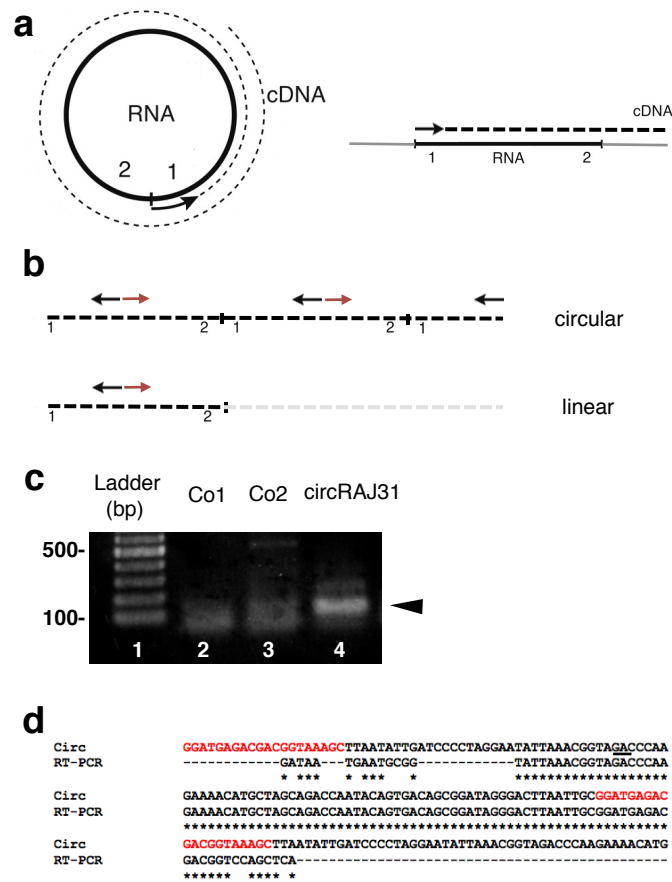 a
RNA
2 1
cDNA
cDNA
1 RNA 2
b
1 2 1 2 1
circular
1 2
linear
c
Ladder (bp) Co1 Co2 circRAJ31
500-
100-
1 2 3 4
d
Circ GGATGAGACGACGGTAAAGCTTAATATTGATCCCCTAGGAATATTAAACGGTAGACCCAA
RT-PCR ------------GATAA---TGAATGCGG------------TATTAAACGGTAGACCCAA
* *** * *** * *******************
Circ GAAAACATGCTAGCAGACCAATACAGTGACAGCGGATAGGGACTTAATTGCGGATGAGAC
RT-PCR GAAAACATGCTAGCAGACCAATACAGTGACAGCGGATAGGGACTTAATTGCGGATGAGAC
************************************************************
Circ GACGGTAAAGCTTAATATTGATCCCCTAGGAATATTAAACGGTAGACCCAAGAAAACATG
RT-PCR GACGGTCCAGCTCA----------------------------------------------
****** **** *